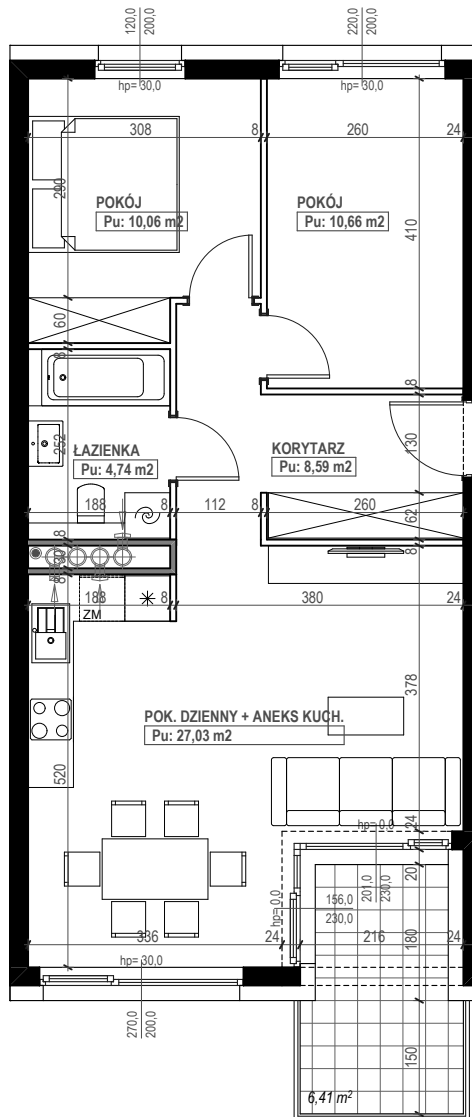 120,0
200,0
220,0
200,0
hp= 30,0
hp= 30,0
308
8
260
24
290
POKÓJ
Pu: 10,06 m2
POKÓJ
Pu: 10,66 m2
410
60
8
8
252
ŁAZIENKA
Pu: 4,74 m2
KORYTARZ
Pu: 8,59 m2
130
188
8
112
8
260
62
8
30
8
8
188
8
380
24
ZM
378
POK. DZIENNY + ANEKS KUCH.
Pu: 27,03 m2
520
24
hp= 0,0
20
201,0
230,0
156,0
230,0
hp= 0,0
180
336
24
216
24
hp= 30,0
270,0
200,0
150
6,41 m²